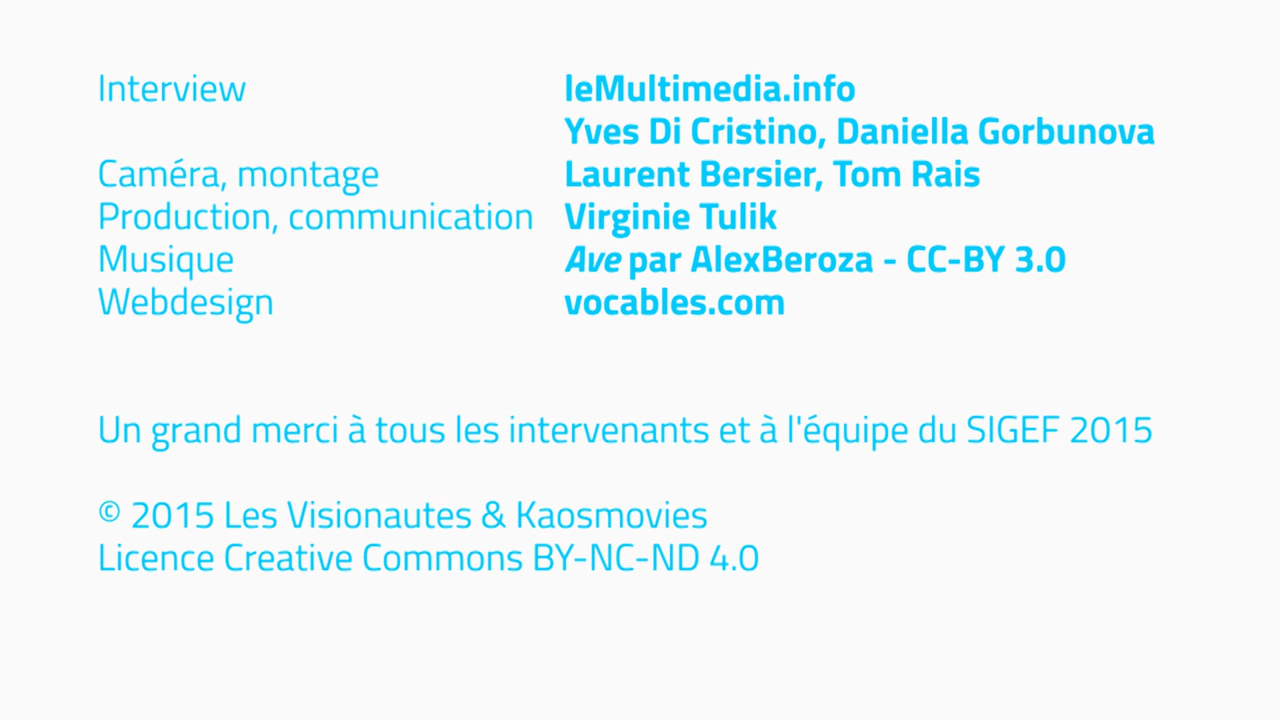 Interview leMultimedia.info
Yves Di Cristino, Daniella Gorbunova
Caméra, montage Laurent Bersier, Tom Rais
Production, communication Virginie Tulik
Musique Ave par AlexBeroza - CC-BY 3.0
Webdesign vocables.com
Un grand merci à tous les intervenants et à l'équipe du SIGEF 2015
© 2015 Les Visionautes & Kaosmovies
Licence Creative Commons BY-NC-ND 4.0